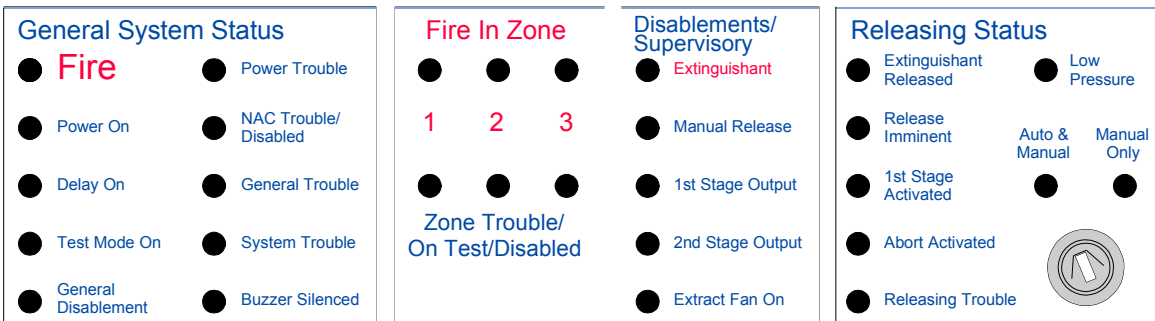 General System Status
Fire
Power Trouble
Power On
NAC Trouble/
Disabled
Delay On
General Trouble
Test Mode On
System Trouble
General
Disablement
Buzzer Silenced
Fire In Zone
1 2 3
Zone Trouble/
On Test/Disabled
Disablements/
Supervisory
Extinguishant
Manual Release
1st Stage Output
2nd Stage Output
Extract Fan On
Releasing Status
Extinguishant
Released
Low
Pressure
Release
Imminent
Auto &
Manual
Manual
Only
1st Stage
Activated
Abort Activated
Releasing Trouble